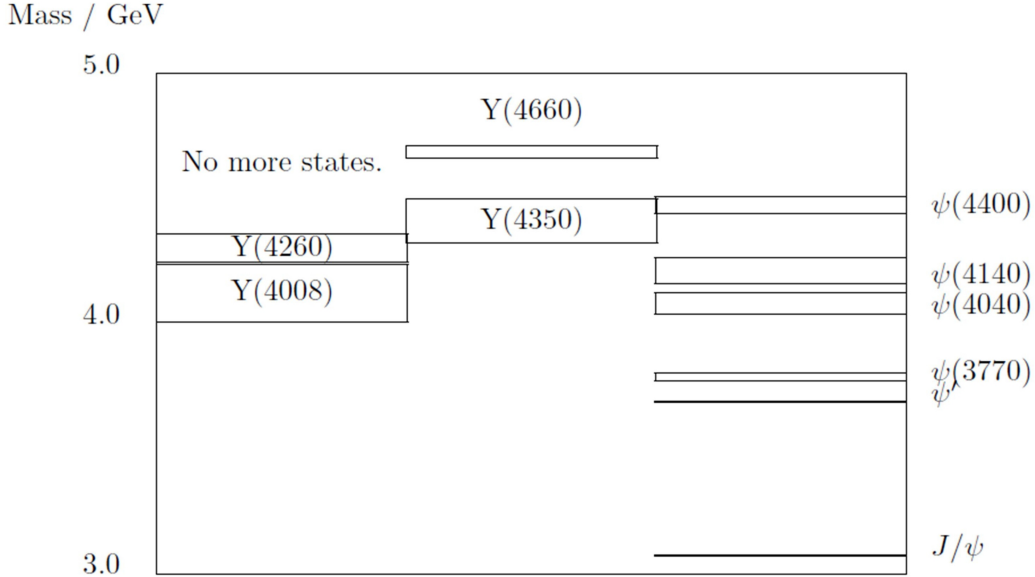 Mass / GeV
5.0
Y(4660)
No more states.
ψ(4400)
Y(4350)
Y(4260)
ψ(4140)
Y(4008)
ψ(4040)
4.0
ψ(3770)
ψ′
J/ψ
3.0